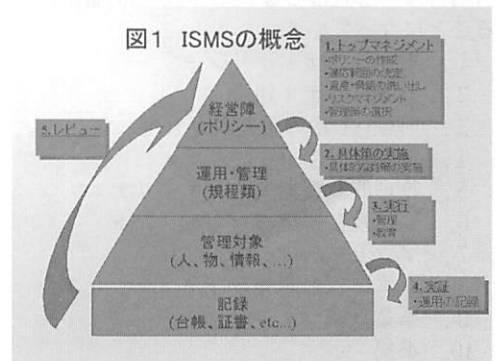 図1 ISMSの概念
1.トップマネジメント
・ポリシーの作成
・適応範囲の決定
・資産・脅威の洗い出し
・リスクマネジメント
・管理策の選択
5.レビュー
経営陣
(ポリシー)
2.具体策の実施
・具体的な対策の実施
運用・管理
(規程類)
3.実行
・管理
・教育
管理対象
(人、物、情報、...)
4.実証
・運用の記録
記録
(台帳、証書、etc...)